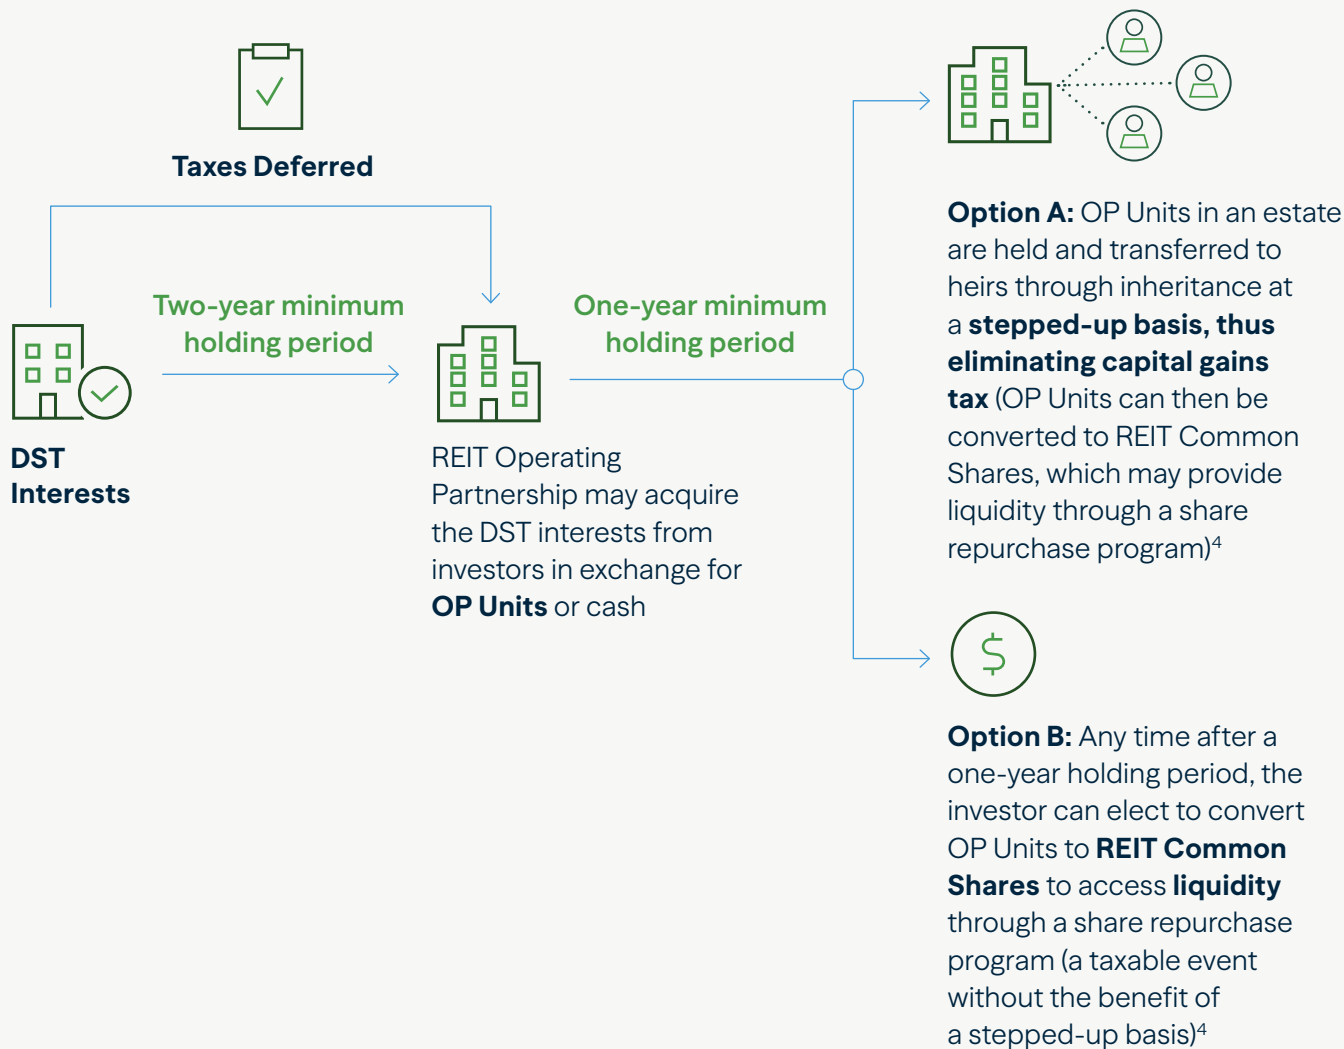 Taxes Deferred
Two-year minimum
holding period
DST
Interests
REIT Operating
Partnership may acquire
the DST interests from
investors in exchange for
OP Units or cash
One-year minimum
holding period
Option A: OP Units in an estate
are held and transferred to
heirs through inheritance at
a stepped-up basis, thus
eliminating capital gains
tax (OP Units can then be
converted to REIT Common
Shares, which may provide
liquidity through a share
repurchase program)⁴
$
Option B: Any time after a
one-year holding period, the
investor can elect to convert
OP Units to REIT Common
Shares to access liquidity
through a share repurchase
program (a taxable event
without the benefit of
a stepped-up basis)⁴